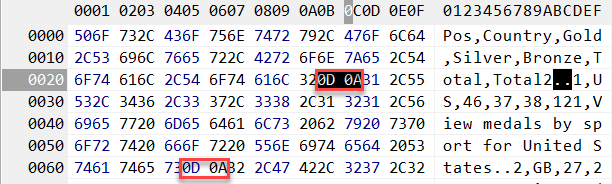 0001 0203 0405 0607 0809 0A0B 0C0D 0E0F 0123456789ABCDEF
0000 506F 732C 436F 756E 7472 792C 476F 6C64 Pos,Country,Gold
0010 2C53 696C 7665 722C 4272 6F6E 7A65 2C54 ,Silver,Bronze,T
0020 6F74 616C 2C54 6F74 616C 320D 0A31 2C55 otal,Total2..1,U
0030 532C 3436 2C33 372C 3338 2C31 3231 2C56 S,46,37,38,121,V
0040 6965 7720 6D65 6461 6C73 2062 7920 7370 iew medals by sp
0050 6F72 7420 666F 7220 556E 6974 6564 2053 ort for United S
0060 7461 7465 730D 0A32 2C47 422C 3237 2C32 tates..2,GB,27,2